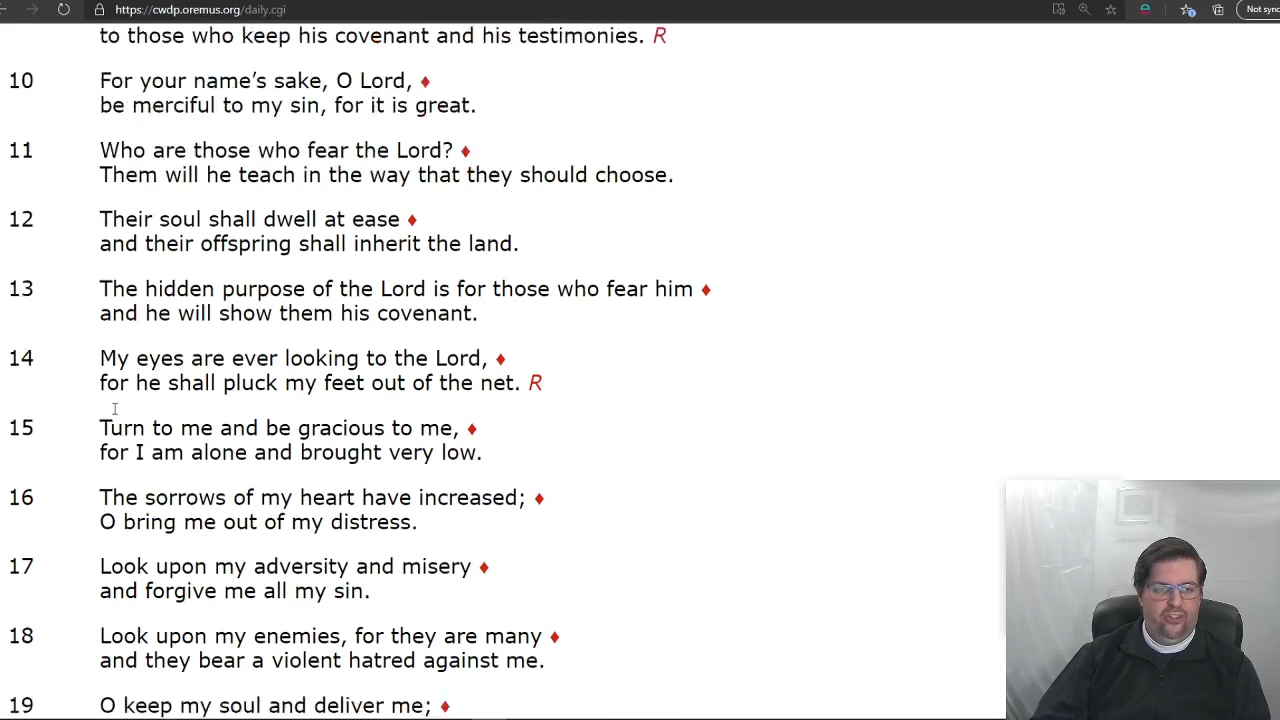 https://cwdp.oremus.org/daily.cgi
Not sync
to those who keep his covenant and his testimonies. R
10 For your name’s sake, O Lord, ♦
be merciful to my sin, for it is great.
11 Who are those who fear the Lord? ♦
Them will he teach in the way that they should choose.
12 Their soul shall dwell at ease ♦
and their offspring shall inherit the land.
13 The hidden purpose of the Lord is for those who fear him ♦
and he will show them his covenant.
14 My eyes are ever looking to the Lord, ♦
for he shall pluck my feet out of the net. R
15 Turn to me and be gracious to me, ♦
for I am alone and brought very low.
16 The sorrows of my heart have increased; ♦
O bring me out of my distress.
17 Look upon my adversity and misery ♦
and forgive me all my sin.
18 Look upon my enemies, for they are many ♦
and they bear a violent hatred against me.
19 O keep my soul and deliver me; ♦